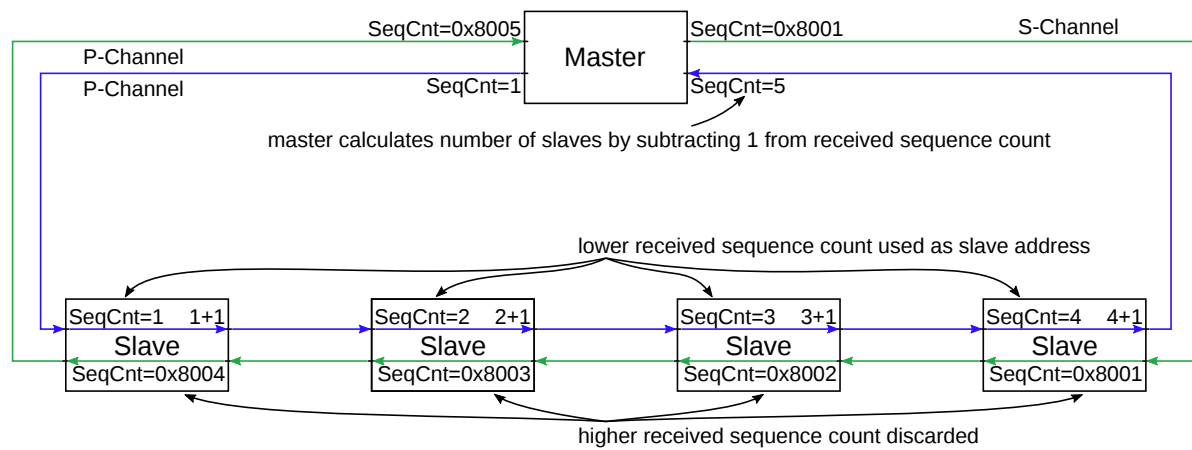 SeqCnt=0x8005
SeqCnt=0x8001
S-Channel
P-Channel
Master
P-Channel
SeqCnt=1
SeqCnt=5
master calculates number of slaves by subtracting 1 from received sequence count
lower received sequence count used as slave address
SeqCnt=1 1+1
SeqCnt=2 2+1
SeqCnt=3 3+1
SeqCnt=4 4+1
Slave
Slave
Slave
Slave
SeqCnt=0x8004
SeqCnt=0x8003
SeqCnt=0x8002
SeqCnt=0x8001
higher received sequence count discarded